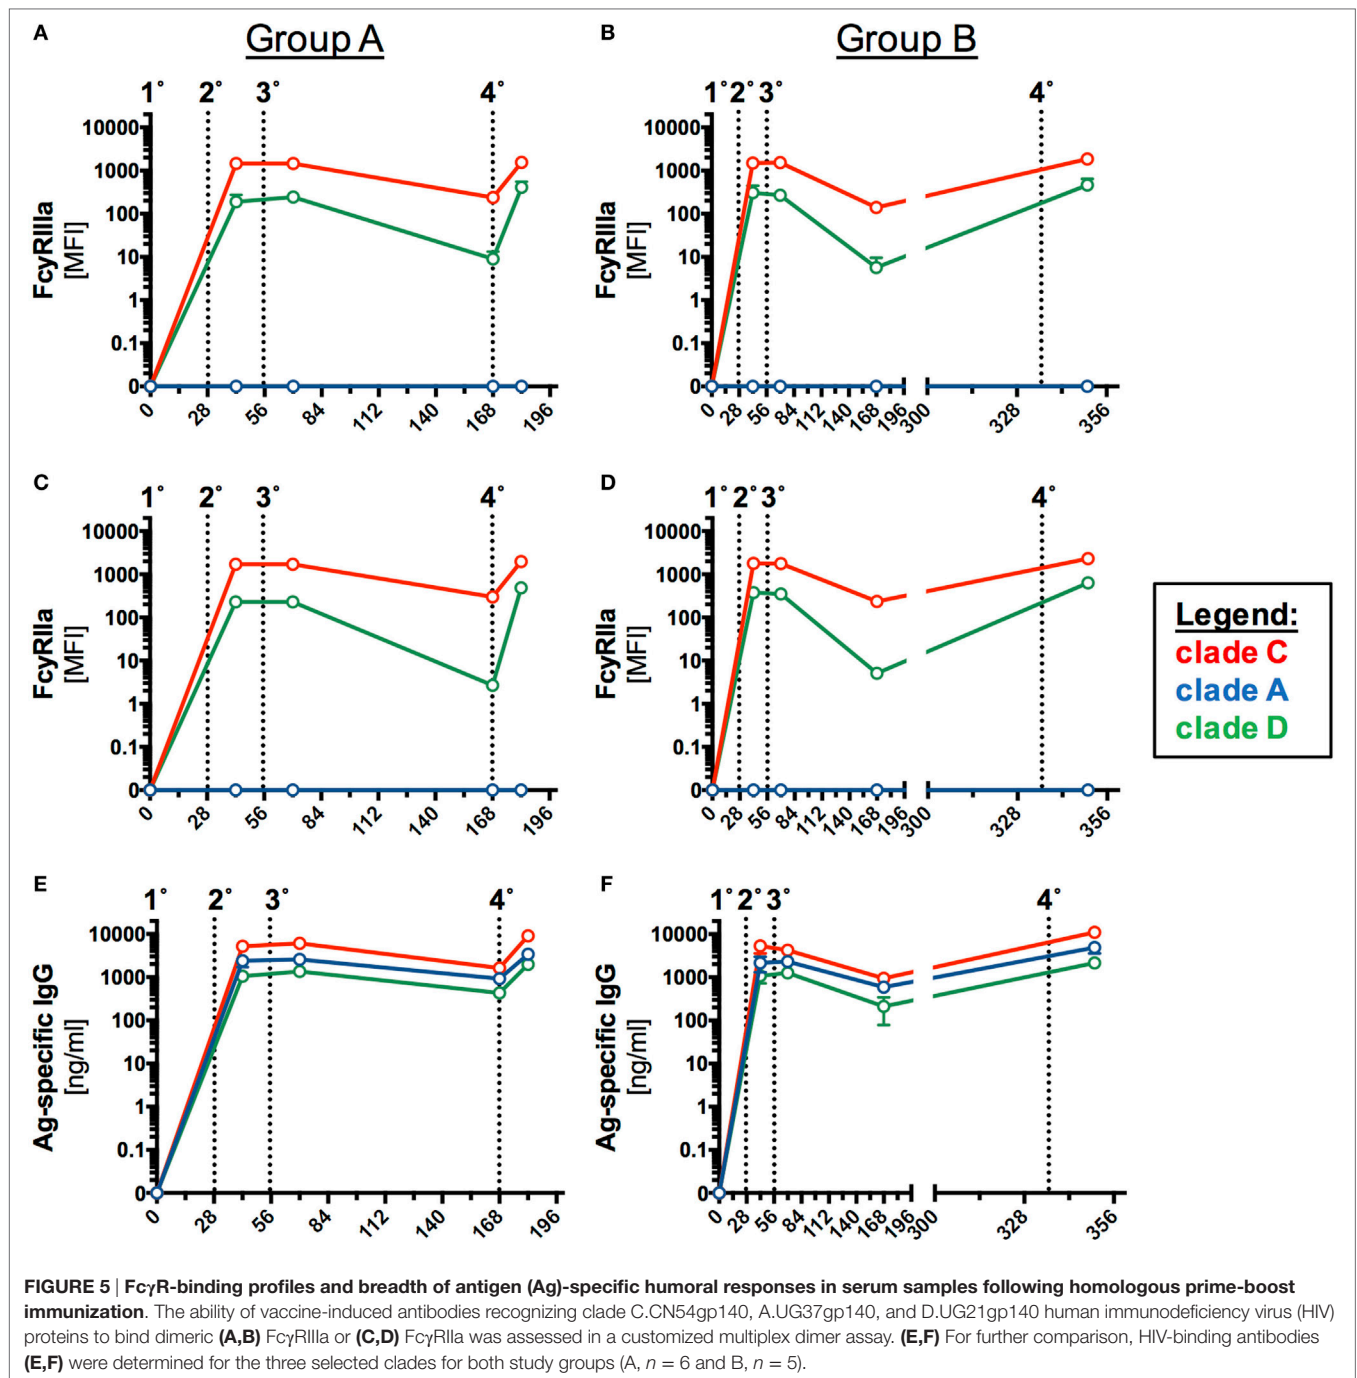 A
Group A
B
Group B
1° 2° 3° 4°
1° 2° 3° 4°
FcγRIIIa
[MFI]
10000
1000
100
10
1
0.1
0
0 28 56 84 112 140 168 196
FcγRIIIa
[MFI]
10000
1000
100
10
1
0.1
0
0 28 56 84 112 140 168 196 300 328 356
C
D
1° 2° 3° 4°
1° 2° 3° 4°
FcγRIIa
[MFI]
10000
1000
100
10
1
0.1
0
0 28 56 84 112 140 168 196
FcγRIIa
[MFI]
10000
1000
100
10
1
0.1
0
0 28 56 84 112 140 168 196 300 328 356
Legend:
clade C
clade A
clade D
E
F
1° 2° 3° 4°
1° 2° 3° 4°
Ag-specific IgG
[ng/ml]
10000
1000
100
10
1
0.1
0
0 28 56 84 112 140 168 196
Ag-specific IgG
[ng/ml]
10000
1000
100
10
1
0.1
0
0 28 56 84 112 140 168 196 300 328 356
FIGURE 5 | FcγR-binding profiles and breadth of antigen (Ag)-specific humoral responses in serum samples following homologous prime-boost
immunization. The ability of vaccine-induced antibodies recognizing clade C.CN54gp140, A.UG37gp140, and D.UG21gp140 human immunodeficiency virus (HIV)
proteins to bind dimeric (A,B) FcγRIIIa or (C,D) FcγRIIa was assessed in a customized multiplex dimer assay. (E,F) For further comparison, HIV-binding antibodies
(E,F) were determined for the three selected clades for both study groups (A, n = 6 and B, n = 5).